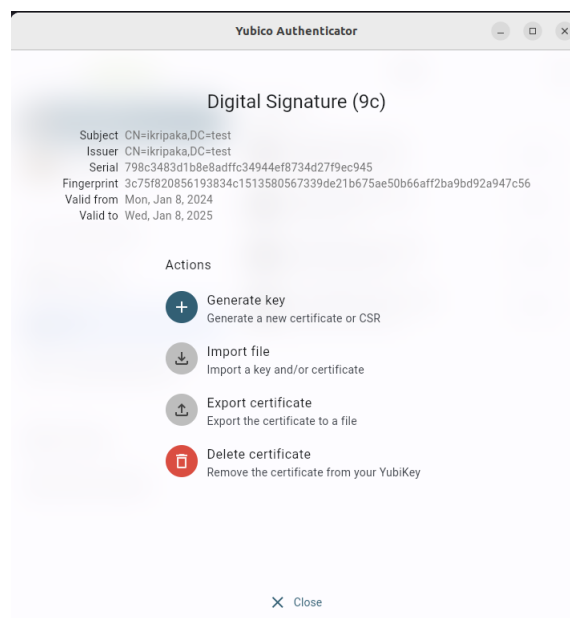 Yubico Authenticator
Digital Signature (9c)
Subject CN=ikripaka,DC=test
Issuer CN=ikripaka,DC=test
Serial 798c3483d1b8e8adffc34944ef8734d27f9ec945
Fingerprint 3c75f820856193834c1513580567339de21b675ae50b66aff2ba9bd92a947c56
Valid from Mon, Jan 8, 2024
Valid to Wed, Jan 8, 2025
Actions
Generate key
Generate a new certificate or CSR
Import file
Import a key and/or certificate
Export certificate
Export the certificate to a file
Delete certificate
Remove the certificate from your YubiKey
Close